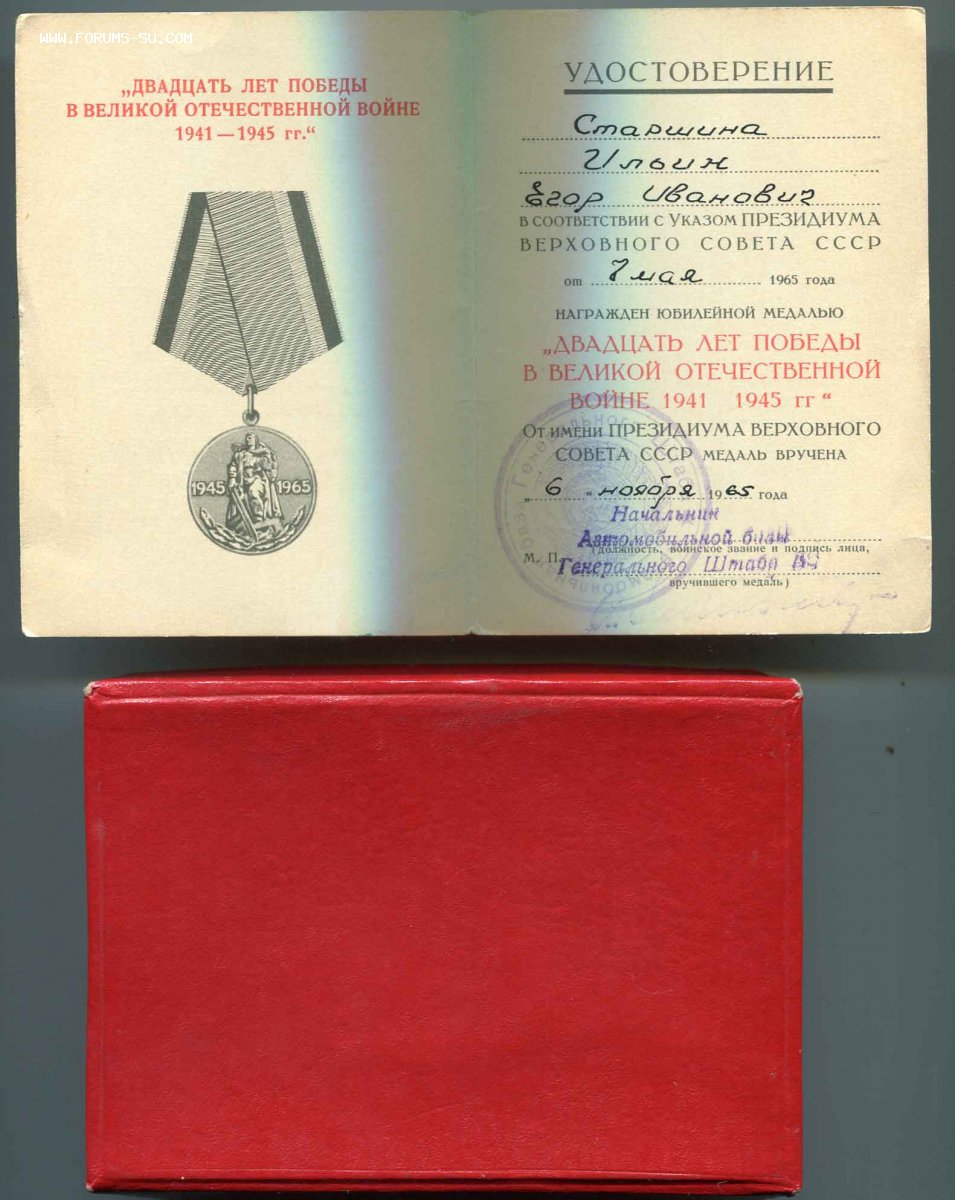 www.forums-su.com
„ДВАДЦАТЬ ЛЕТ ПОБЕДЫ
В ВЕЛИКОЙ ОТЕЧЕСТВЕННОЙ ВОЙНЕ
1941—1945 гг.“
1945 1965
УДОСТОВЕРЕНИЕ
Старшина
Ильин
Егор Иванович
В СООТВЕТСТВИИ С УКАЗОМ ПРЕЗИДИУМА
ВЕРХОВНОГО СОВЕТА СССР
от 7 мая 1965 года
НАГРАЖДЕН ЮБИЛЕЙНОЙ МЕДАЛЬЮ
„ДВАДЦАТЬ ЛЕТ ПОБЕДЫ
В ВЕЛИКОЙ ОТЕЧЕСТВЕННОЙ
ВОЙНЕ 1941 1945 гг “
ОТ ИМЕНИ ПРЕЗИДИУМА ВЕРХОВНОГО
СОВЕТА СССР МЕДАЛЬ ВРУЧЕНА
„ 6 “ ноября 1965 года
Начальник
Автомобильной базы
(должность, воинское звание и подпись лица,
М. П. Генерального Штаба ВС
вручившего медаль)